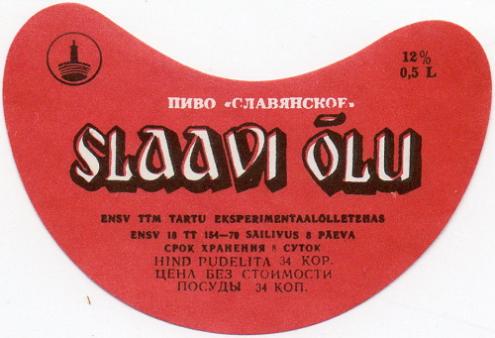 12%
0,5 L
ПИВО «СЛАВЯНСКОЕ»
SLAAVI ÕLU
ENSV TTM TARTU EKSPERIMENTAALÕLLETEHAS
ENSV 18 TT 154—70 SÄILIVUS 8 PÄEVA
СРОК ХРАНЕНИЯ 8 СУТОК
HIND PUDELITA 34 KOP.
ЦЕНА БЕЗ СТОИМОСТИ
ПОСУДЫ 34 КОП.